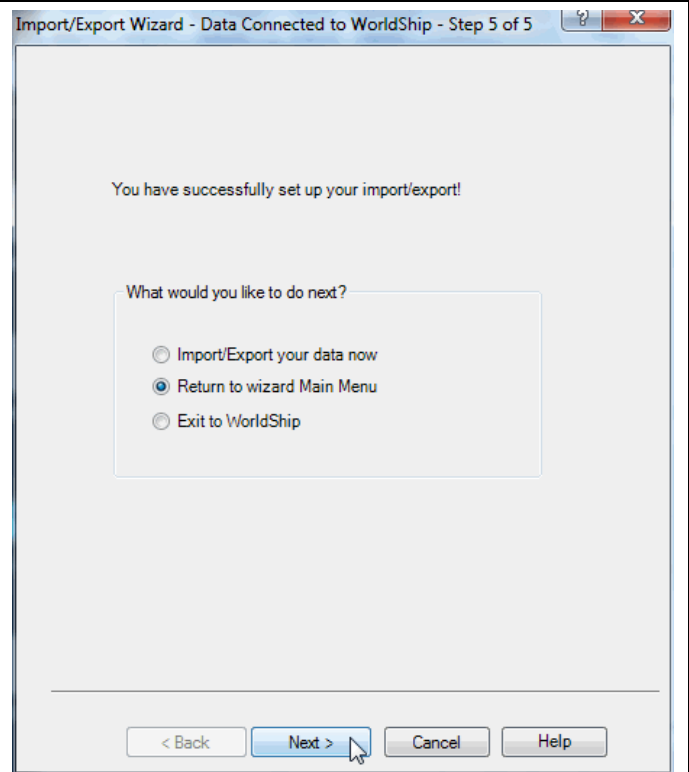 Import/Export Wizard - Data Connected to WorldShip - Step 5 of 5
You have successfully set up your import/export!
What would you like to do next?
Import/Export your data now
Return to wizard Main Menu
Exit to WorldShip
< Back Next > Cancel Help